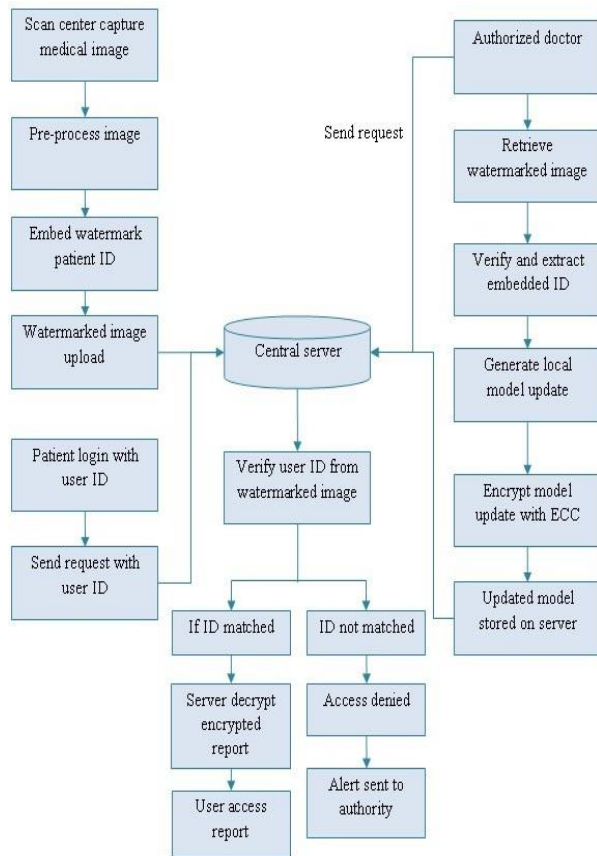 Scan center capture
medical image
Pre-process image
Embed watermark
patient ID
Watermarked image
upload
Patient login with
user ID
Send request with
user ID
Send request
Central server
Verify user ID from
watermarked image
If ID matched
ID not matched
Server decrypt
encrypted
report
Access denied
User access
report
Alert sent to
authority
Authorized doctor
Retrieve
watermarked image
Verify and extract
embedded ID
Generate local
model update
Encrypt model
update with ECC
Updated model
stored on server